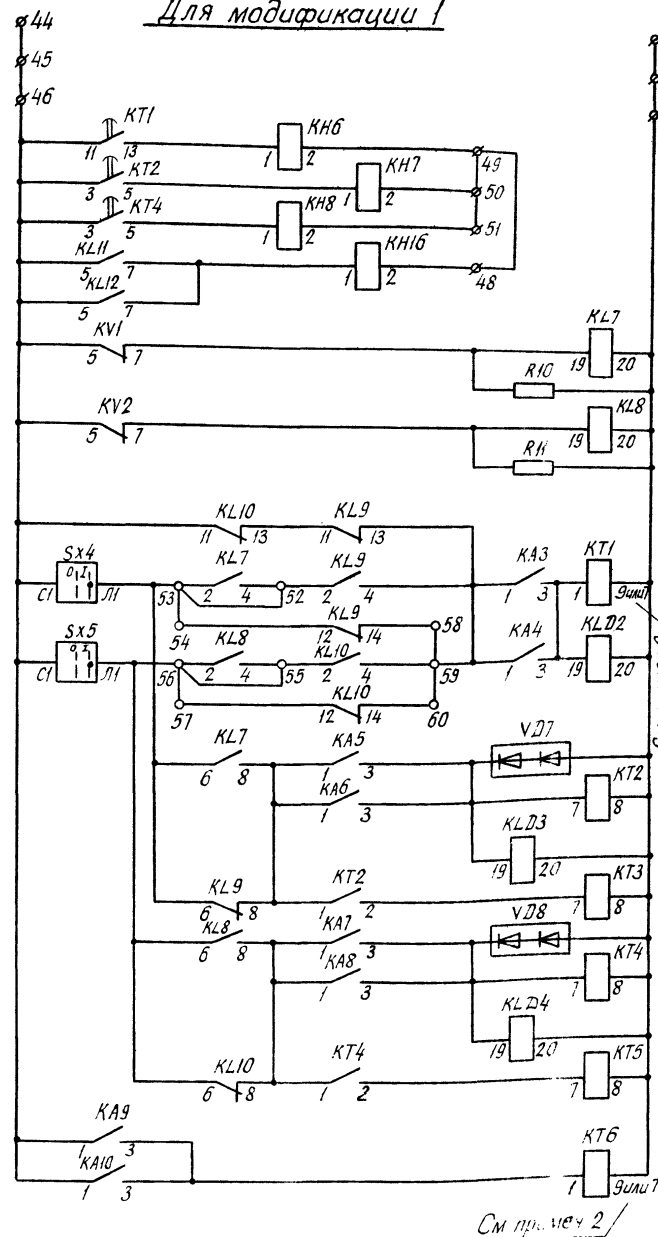 Для модификации 1
44
45
46
KT1
11 13
KH6
1 2
49
KT2
3 5
KH7
1 2
50
KT4
3 5
KH8
1 2
51
KL11
5 7
KH16
1 2
48
KL12
5 7
KV1
5 7
KL7
19 20
R10
KV2
5 7
KL8
19 20
R11
KL10
11 13
KL9
11 13
SX4
0 1
C1 Л1
53
KL7
2 4
52
KL9
2 4
KA3
1 3
KT1
1 9или7
54
KL9
12 14
58
SX5
0 1
C1 Л1
56
KL8
2 4
55
KL10
2 4
59
KA4
1 3
KLD2
19 20
57
KL10
12 14
60
KL7
6 8
KA5
1 3
VD7
KA6
1 3
KT2
7 8
KLD3
19 20
KL9
6 8
KT2
1 2
KT3
7 8
KL8
6 8
KA7
1 3
VD8
KA8
1 3
KT4
7 8
KLD4
19 20
KL10
6 8
KT4
1 2
KT5
7 8
KA9
1 3
KA10
1 3
KT6
1 9или7
См примеч 2